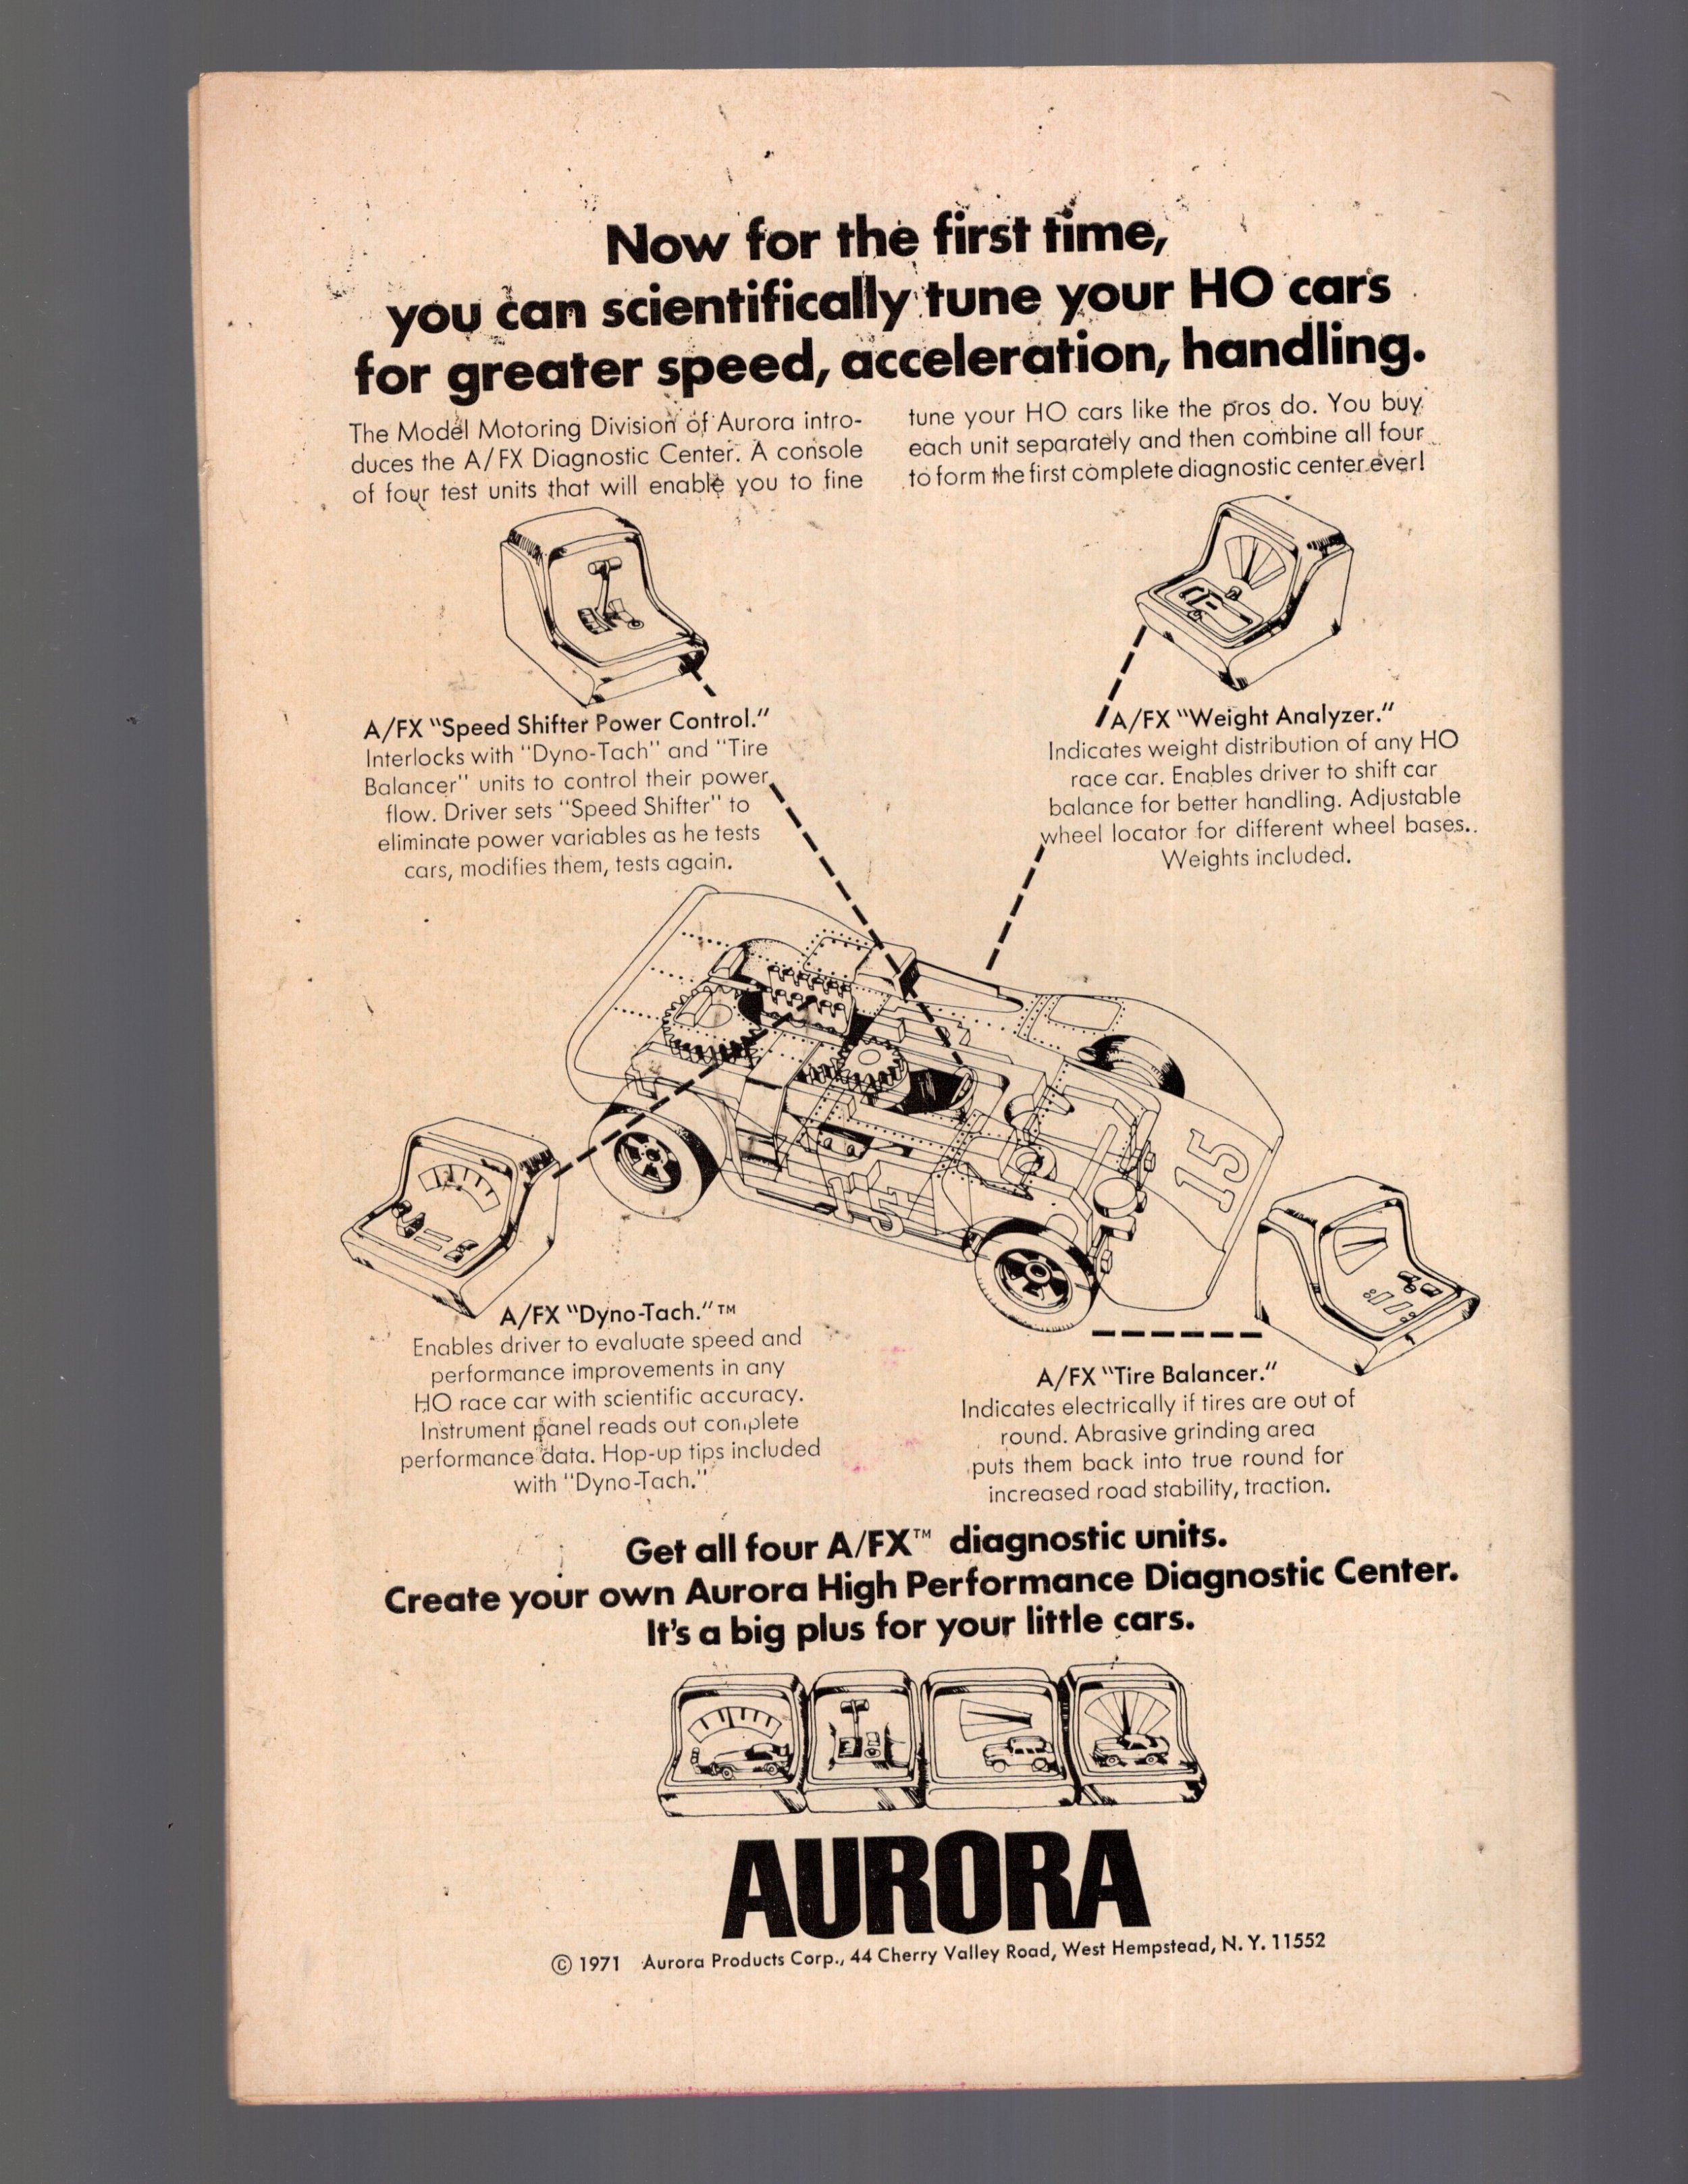 Now for the first time,
you can scientifically tune your HO cars
for greater speed, acceleration, handling.
The Model Motoring Division of Aurora intro-
duces the A/FX Diagnostic Center. A console
of four test units that will enable you to fine
tune your HO cars like the pros do. You buy
each unit separately and then combine all four
to form the first complete diagnostic center ever!
A/FX "Speed Shifter Power Control."
Interlocks with "Dyno-Tach" and "Tire
Balancer" units to control their power
flow. Driver sets "Speed Shifter" to
eliminate power variables as he tests
cars, modifies them, tests again.
A/FX "Weight Analyzer."
Indicates weight distribution of any HO
race car. Enables driver to shift car
balance for better handling. Adjustable
wheel locator for different wheel bases.
Weights included.
15
15
A/FX "Dyno-Tach."™
Enables driver to evaluate speed and
performance improvements in any
HO race car with scientific accuracy.
Instrument panel reads out complete
performance data. Hop-up tips included
with "Dyno-Tach."
A/FX "Tire Balancer."
Indicates electrically if tires are out of
round. Abrasive grinding area
puts them back into true round for
increased road stability, traction.
Get all four A/FX™ diagnostic units.
Create your own Aurora High Performance Diagnostic Center.
It's a big plus for your little cars.
AURORA
© 1971 Aurora Products Corp., 44 Cherry Valley Road, West Hempstead, N. Y. 11552